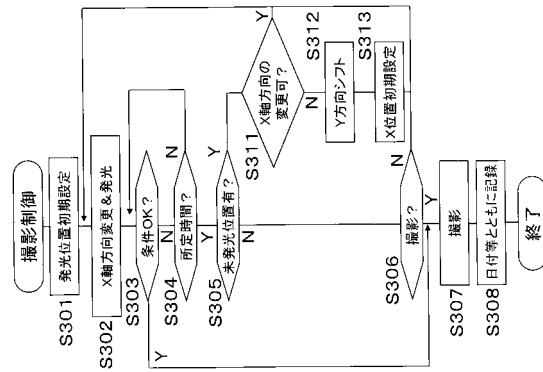 撮影制御
S301
発光位置初期設定
S302
X軸方向変更&発光
S303
条件OK?
Y
N
S304
所定時間?
N
Y
S305
未発光位置有?
Y
N
S311
X軸方向の
変更可?
Y
N
S312
Y方向シフト
S313
X位置初期設定
S306
撮影?
N
Y
S307
撮影
S308
日付等とともに記録
終了